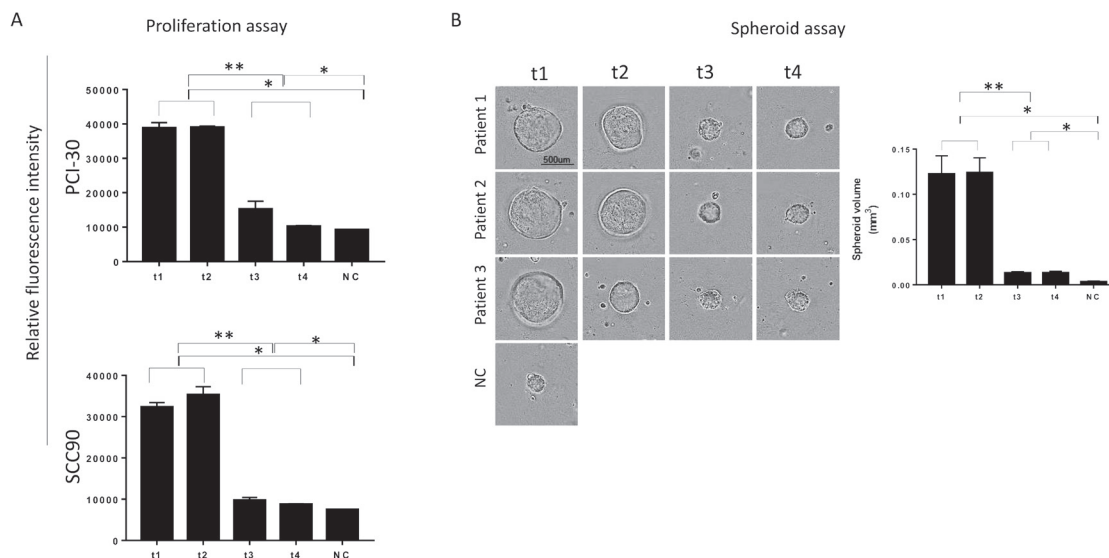 A
Proliferation assay
Relative fluorescence intensity
PCI-30
** *
*
50000
40000
30000
20000
10000
0
t1 t2 t3 t4 NC
SCC90
** *
*
40000
30000
20000
10000
0
t1 t2 t3 t4 NC
B
Spheroid assay
t1 t2 t3 t4
Patient 1
500um
Patient 2
Patient 3
NC
**
*
*
Spheroid volume
(mm³)
0.15
0.10
0.05
0.00
t1 t2 t3 t4 NC